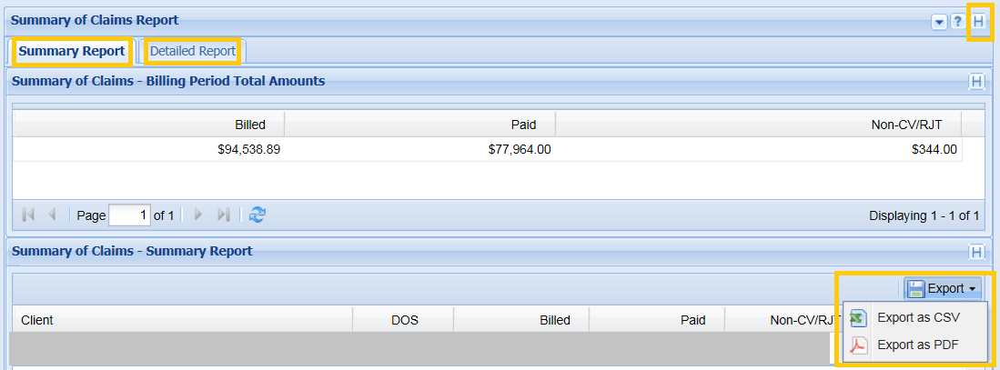 Summary of Claims Report ? H
Summary Report Detailed Report
Summary of Claims - Billing Period Total Amounts H
Billed Paid Non-CV/RJT
$94,538.89 $77,964.00 $344.00
Page 1 of 1 Displaying 1 - 1 of 1
Summary of Claims - Summary Report H
Export
Client DOS Billed Paid Non-CV/RJT
Export as CSV
Export as PDF